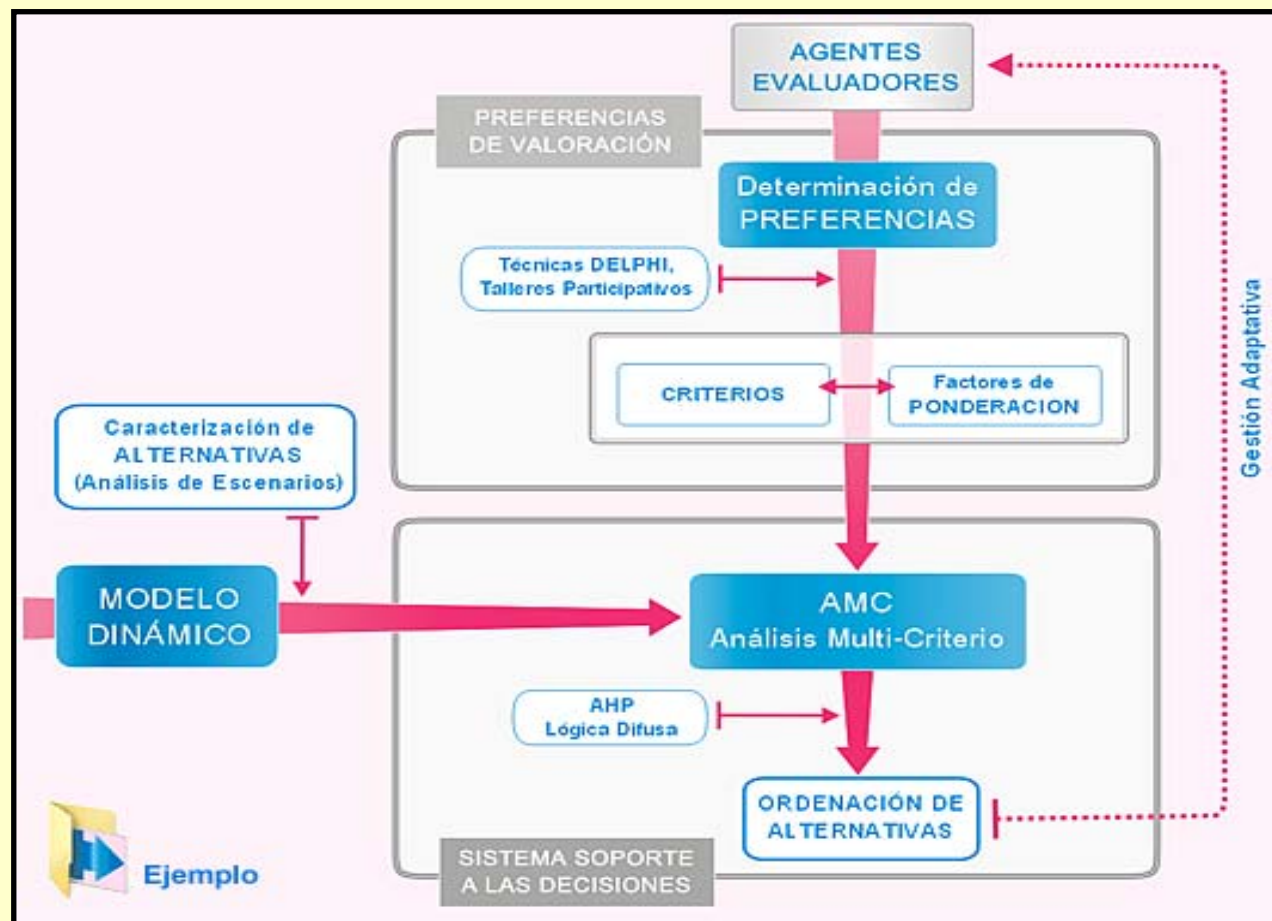 AGENTES
EVALUADORES
PREFERENCIAS
DE VALORACIÓN
Determinación de
PREFERENCIAS
Técnicas DELPHI,
Talleres Participativos
CRITERIOS
Factores de
PONDERACION
Gestión Adaptativa
Caracterización de
ALTERNATIVAS
(Análisis de Escenarios)
MODELO
DINÁMICO
AMC
Análisis Multi-Criterio
AHP
Lógica Difusa
ORDENACIÓN DE
ALTERNATIVAS
SISTEMA SOPORTE
A LAS DECISIONES
Ejemplo